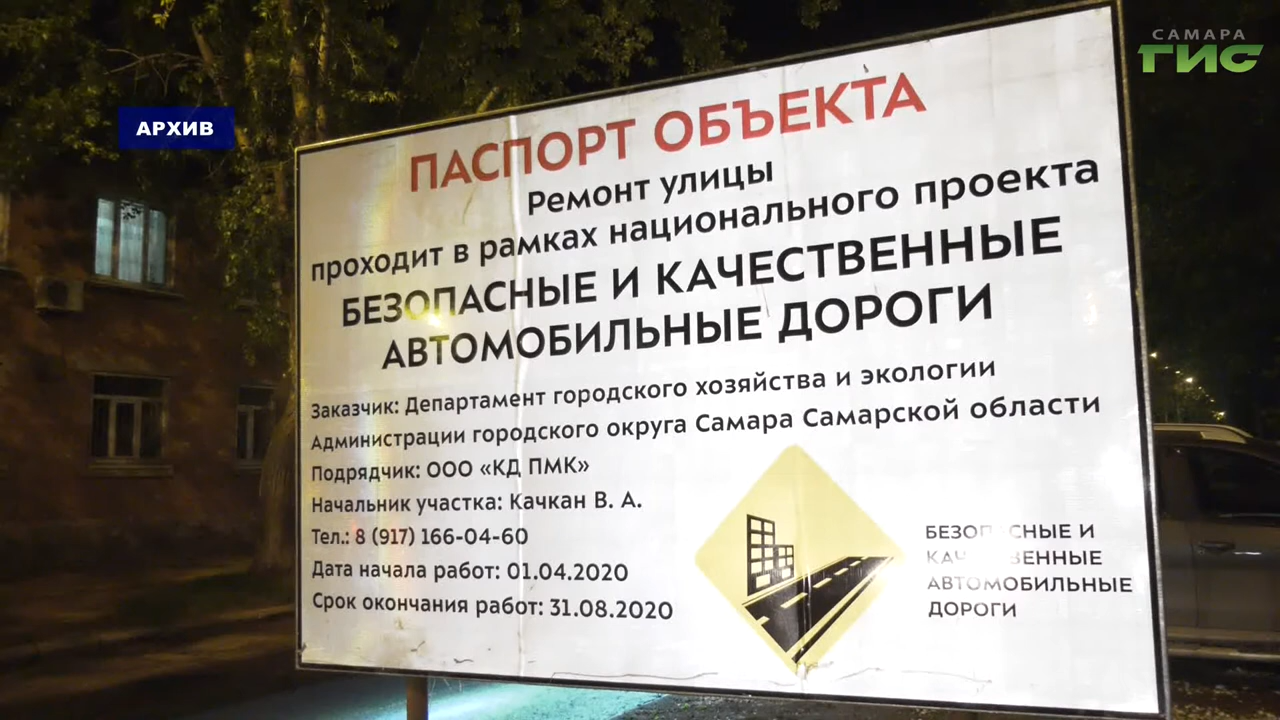 САМАРА
ГИС
АРХИВ
ПАСПОРТ ОБЪЕКТА
Ремонт улицы
проходит в рамках национального проекта
БЕЗОПАСНЫЕ И КАЧЕСТВЕННЫЕ
АВТОМОБИЛЬНЫЕ ДОРОГИ
Заказчик: Департамент городского хозяйства и экологии
Администрации городского округа Самара Самарской области
Подрядчик: ООО «КД ПМК»
Начальник участка: Качкан В. А.
Тел.: 8 (917) 166-04-60
Дата начала работ: 01.04.2020
Срок окончания работ: 31.08.2020
БЕЗОПАСНЫЕ И
КАЧЕСТВЕННЫЕ
АВТОМОБИЛЬНЫЕ
ДОРОГИ